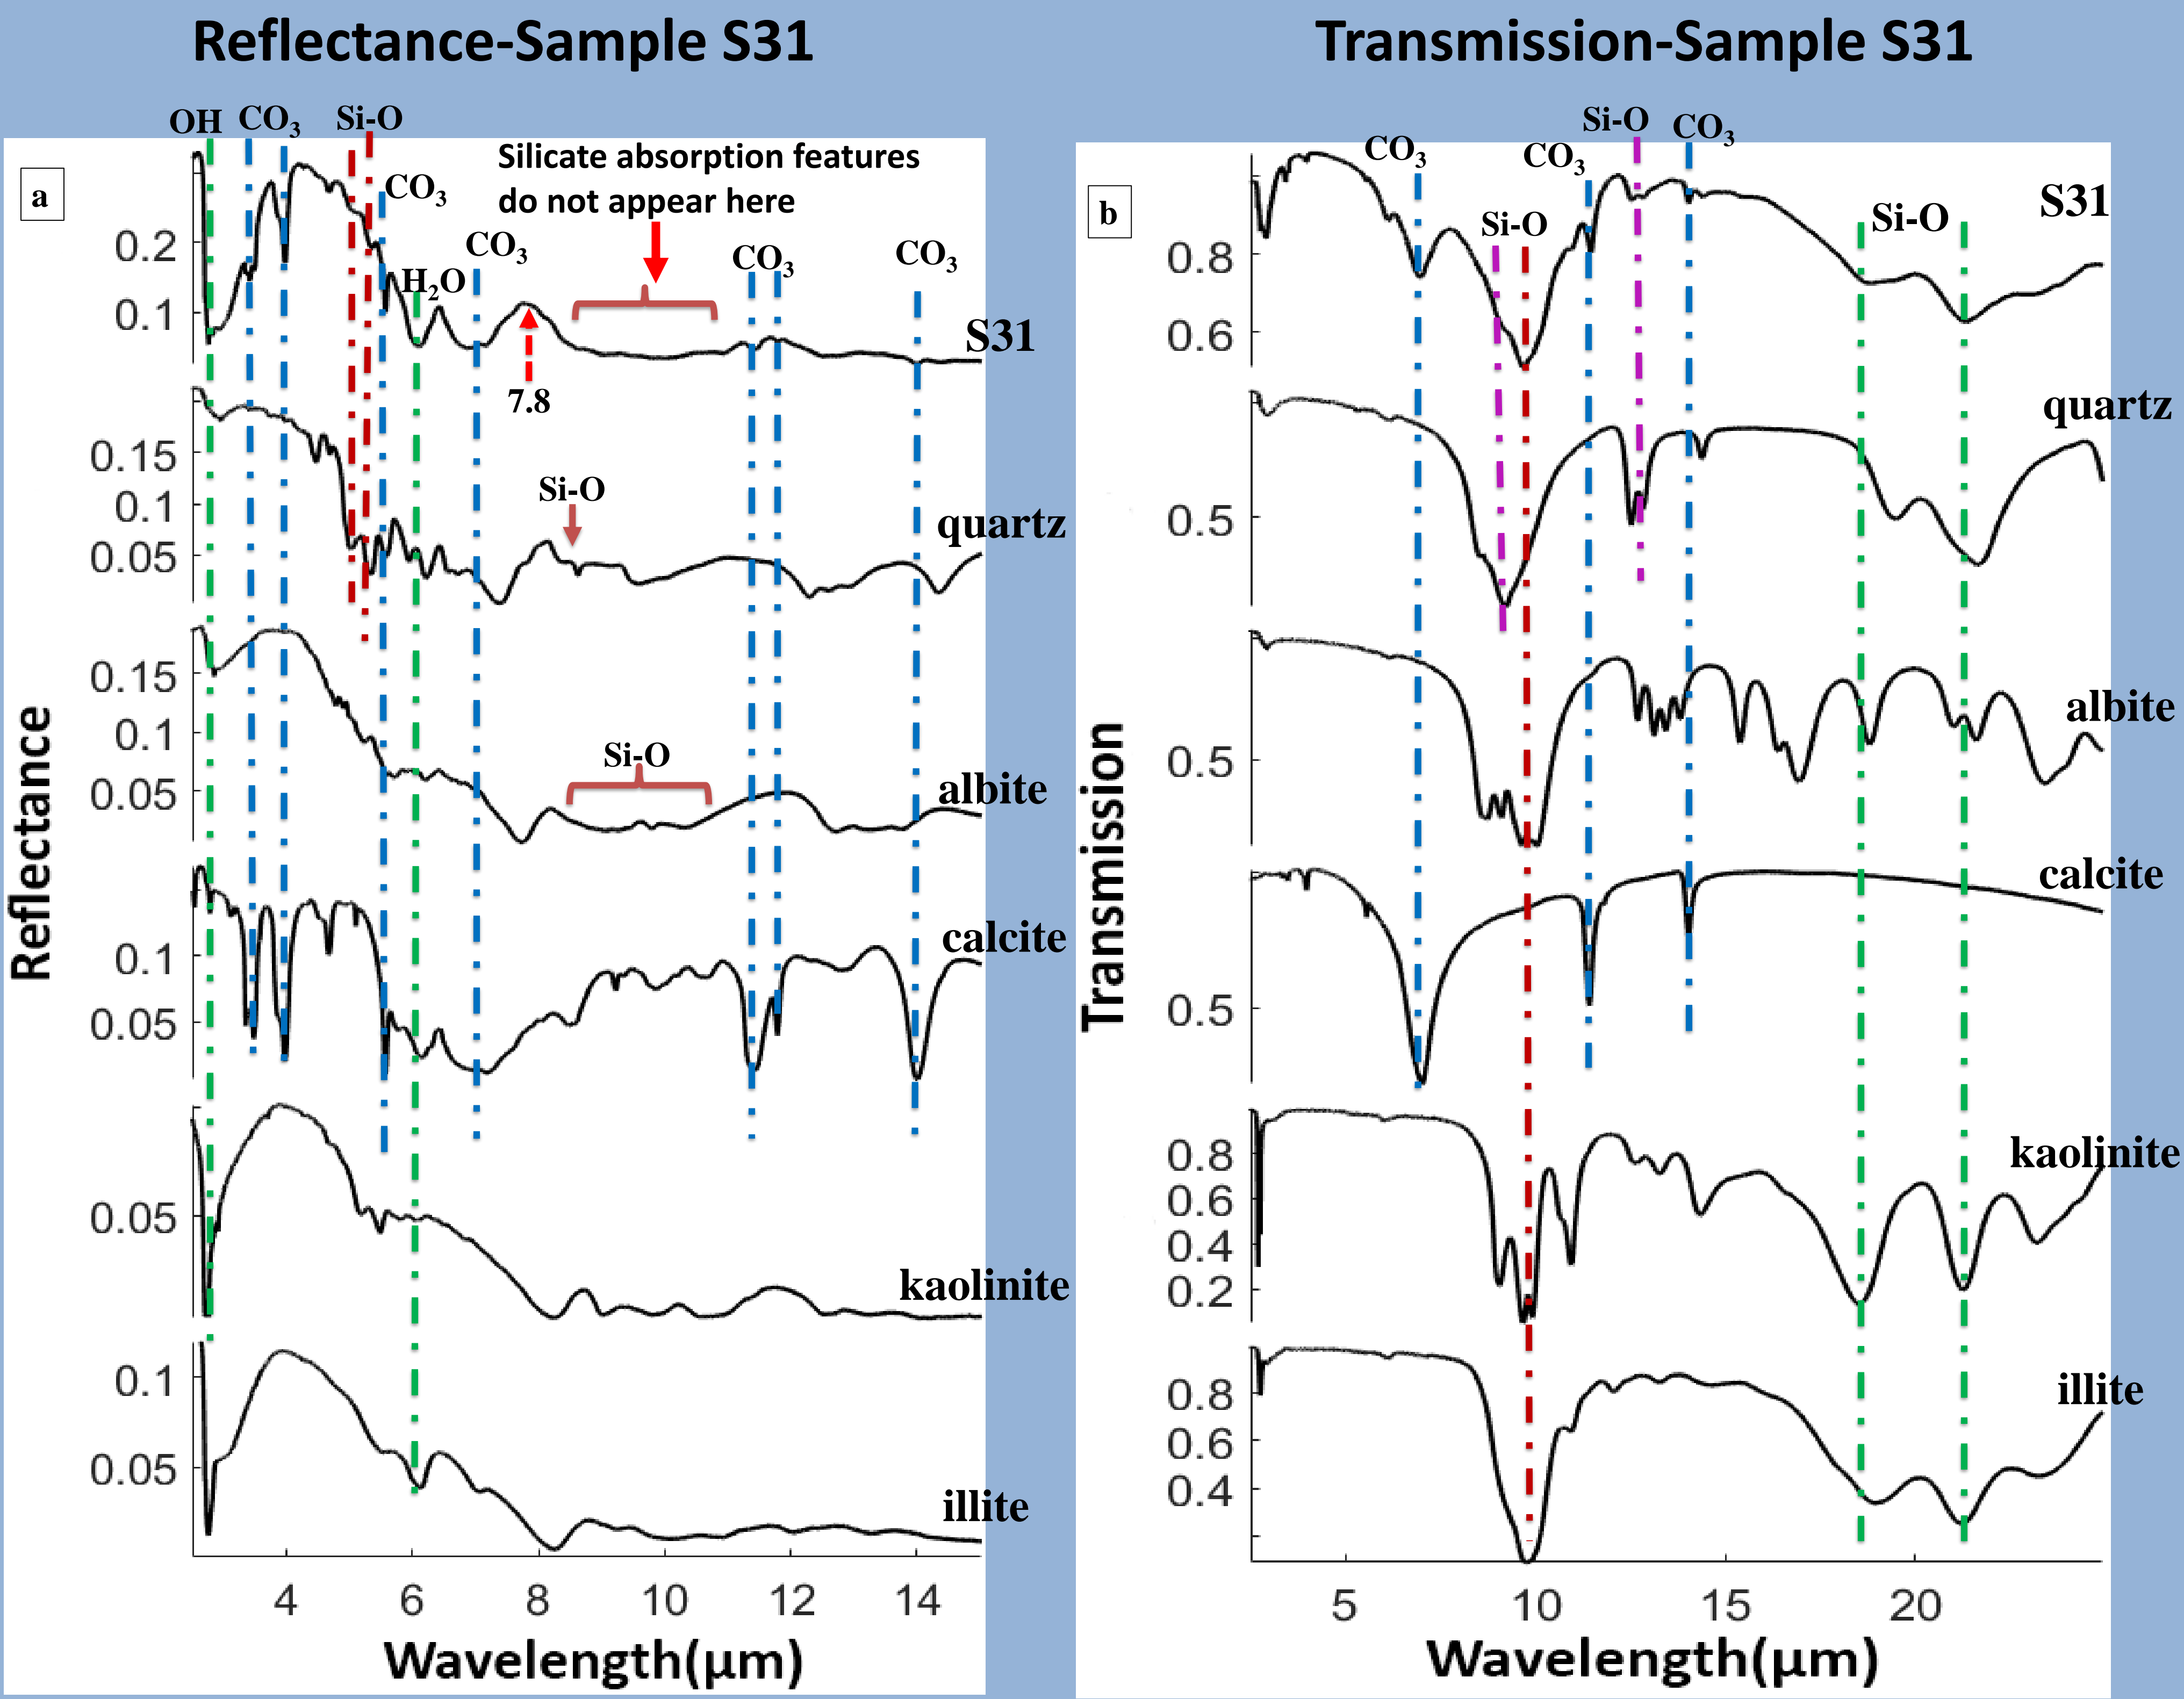 Reflectance-Sample S31
OH
CO3
Si-O
a
Silicate absorption features
do not appear here
CO3
CO3
H2O
CO3
CO3
0.2
0.1
S31
7.8
0.15
0.1
0.05
Si-O
quartz
0.15
0.1
0.05
Si-O
albite
0.1
0.05
calcite
0.05
kaolinite
0.1
0.05
illite
Reflectance
4 6 8 10 12 14
Wavelength(μm)
Transmission-Sample S31
Si-O
CO3
CO3
CO3
b
Si-O
Si-O
S31
0.8
0.6
quartz
0.5
albite
0.5
calcite
0.5
kaolinite
0.8
0.6
0.4
0.2
illite
0.8
0.6
0.4
Transmission
5 10 15 20
Wavelength(μm)